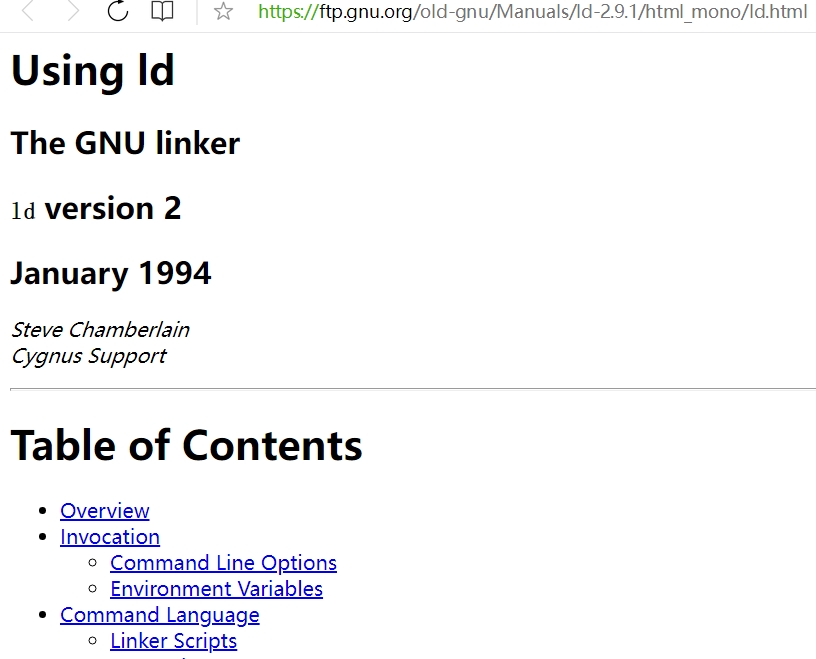 https://ftp.gnu.org/old-gnu/Manuals/ld-2.9.1/html_mono/ld.html
Using ld
The GNU linker
ld version 2
January 1994
Steve Chamberlain
Cygnus Support
Table of Contents
Overview
Invocation
Command Line Options
Environment Variables
Command Language
Linker Scripts